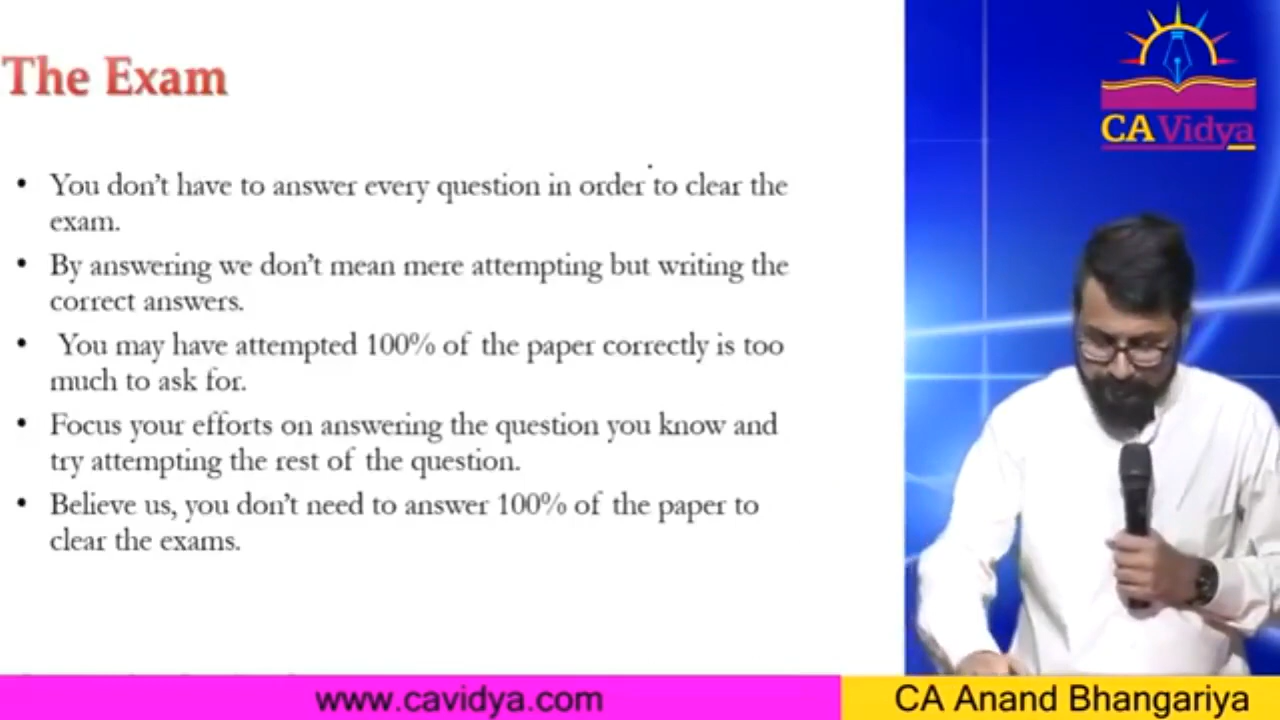 The Exam
• You don't have to answer every question in order to clear the
exam.
• By answering we don't mean mere attempting but writing the
correct answers.
• You may have attempted 100% of the paper correctly is too
much to ask for.
• Focus your efforts on answering the question you know and
try attempting the rest of the question.
• Believe us, you don't need to answer 100% of the paper to
clear the exams.
CA Vidya
www.cavidya.com
CA Anand Bhangariya